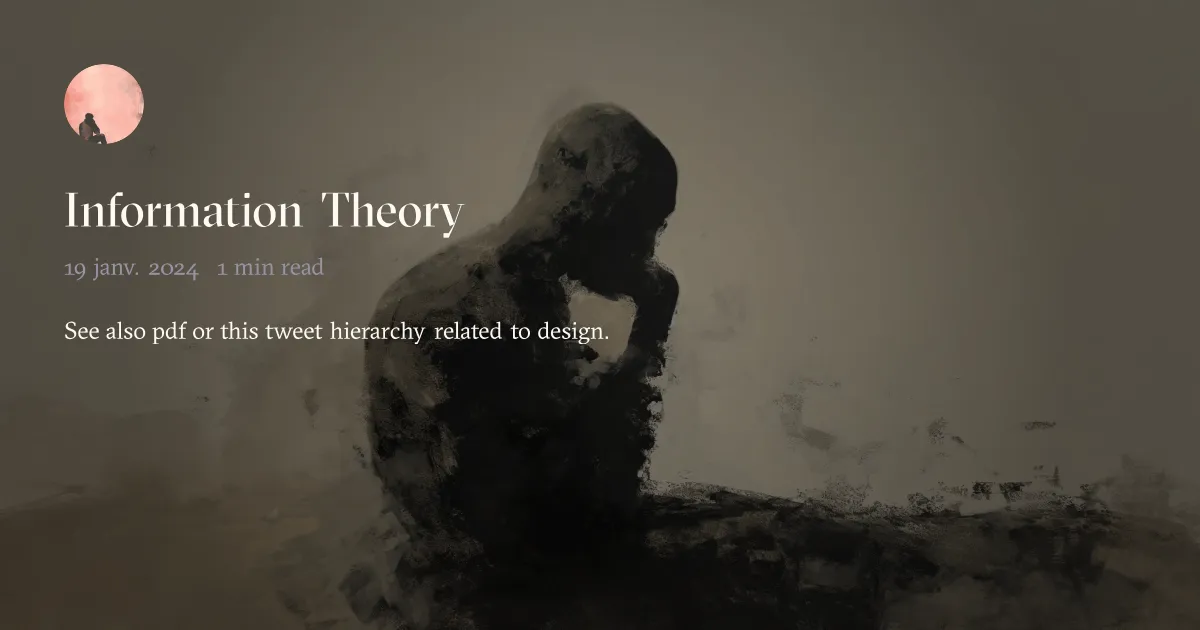 Information Theory
19 janv. 2024 1 min read
See also pdf or this tweet hierarchy related to design.